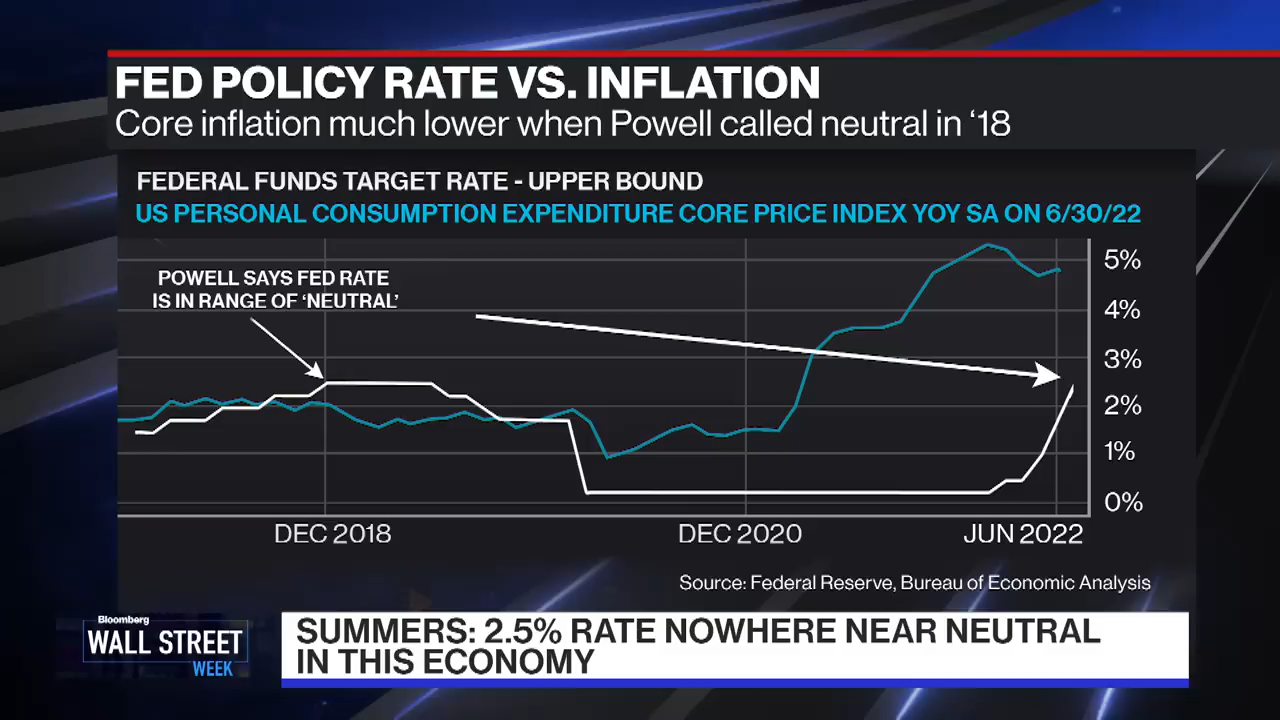 FED POLICY RATE VS. INFLATION
Core inflation much lower when Powell called neutral in ‘18
FEDERAL FUNDS TARGET RATE - UPPER BOUND
US PERSONAL CONSUMPTION EXPENDITURE CORE PRICE INDEX YOY SA ON 6/30/22
POWELL SAYS FED RATE
IS IN RANGE OF ‘NEUTRAL’
5%
4%
3%
2%
1%
0%
DEC 2018
DEC 2020
JUN 2022
Source: Federal Reserve, Bureau of Economic Analysis
Bloomberg
WALL STREET
WEEK
SUMMERS: 2.5% RATE NOWHERE NEAR NEUTRAL
IN THIS ECONOMY